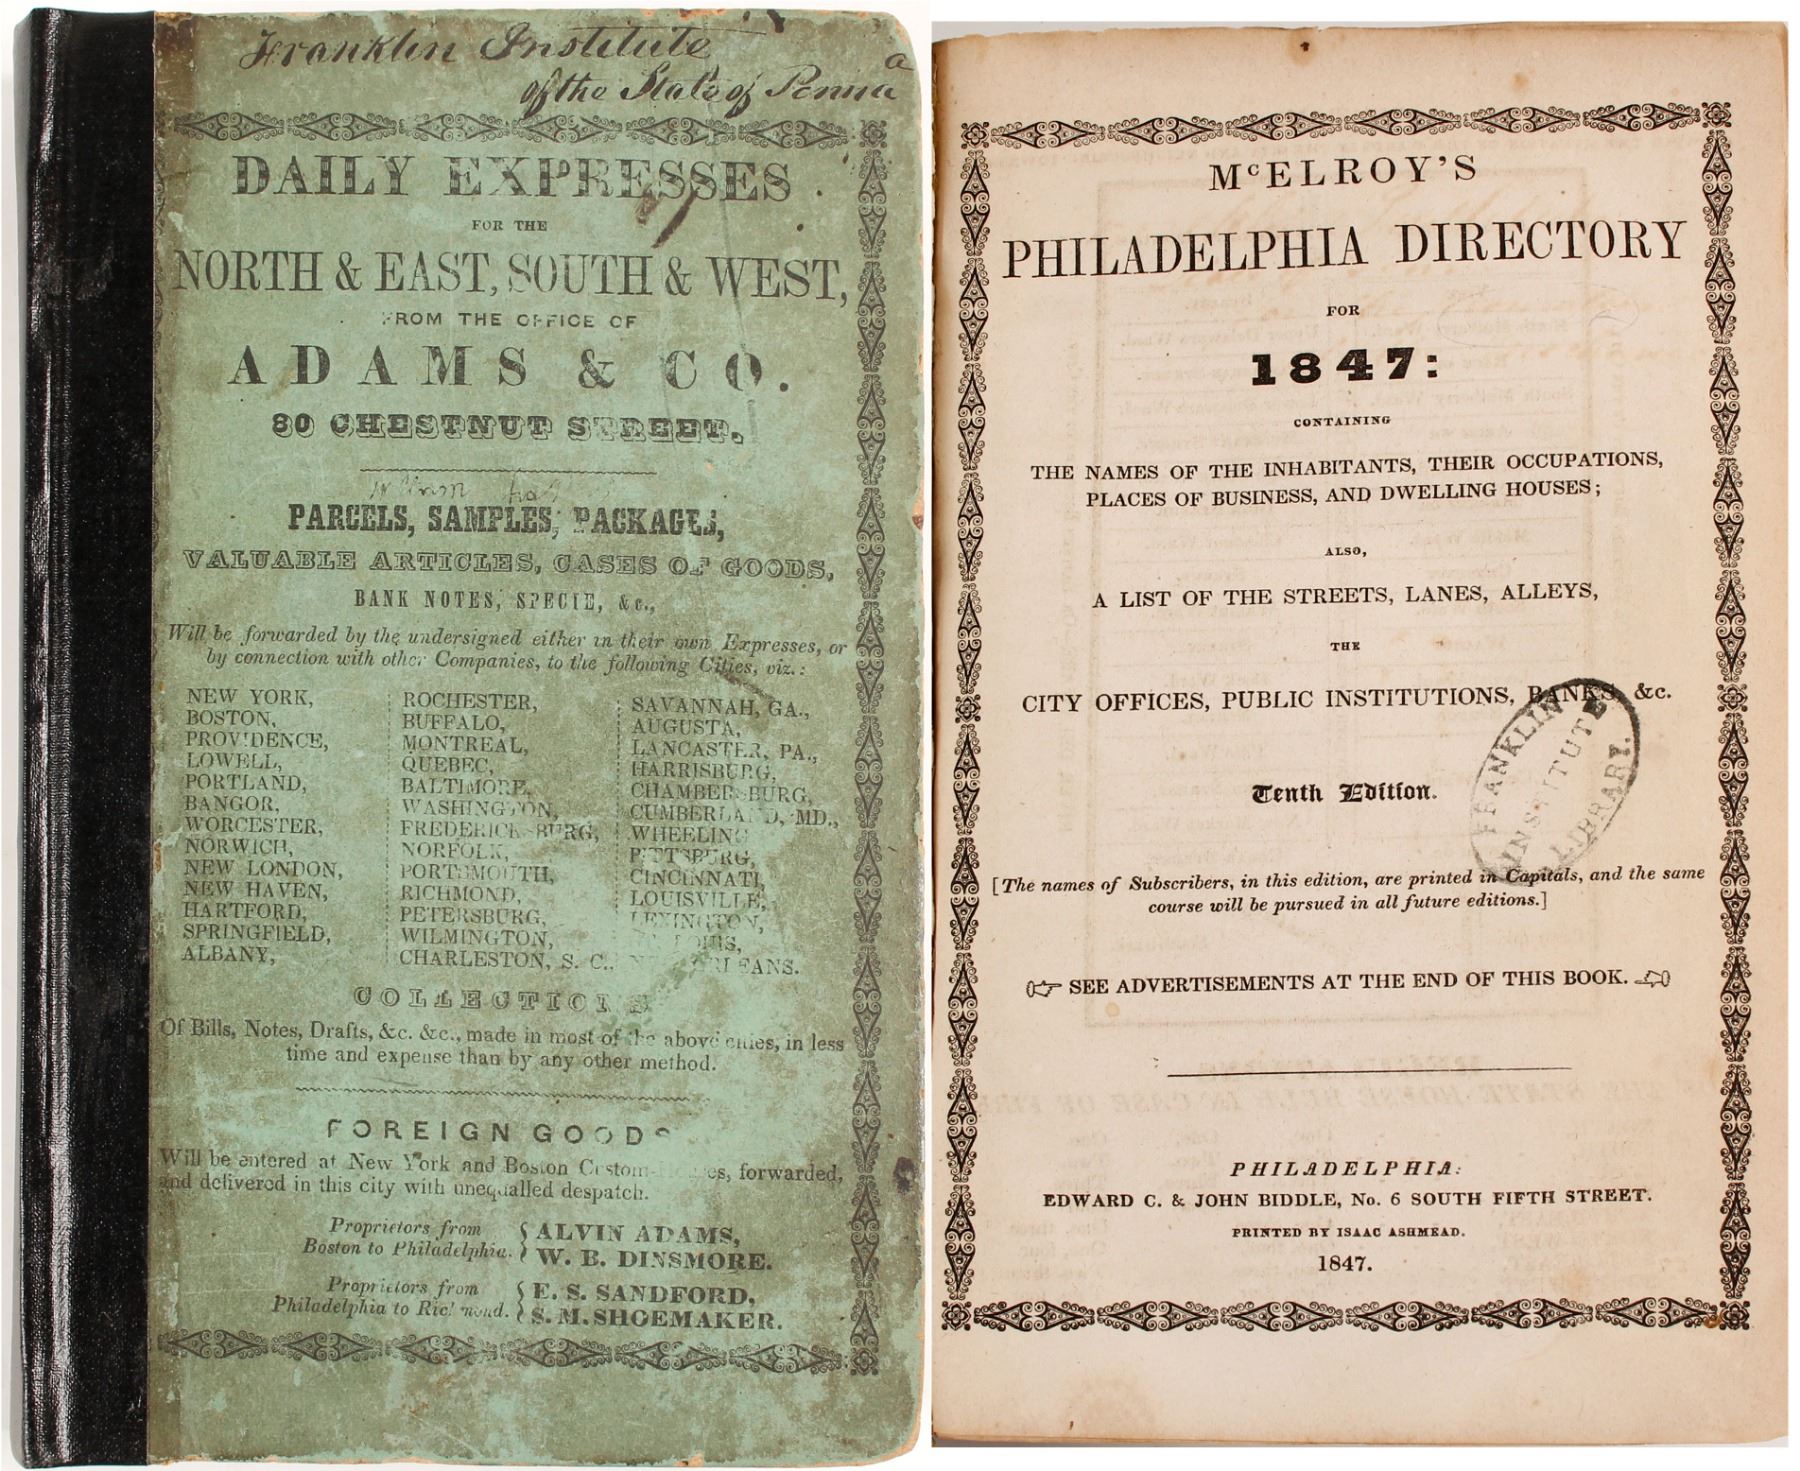 Franklin Institute
of the State of Penna
DAILY EXPRESSES
FOR THE
NORTH & EAST, SOUTH & WEST,
FROM THE OFFICE OF
ADAMS & CO.
80 CHESTNUT STREET.
PARCELS, SAMPLES, PACKAGES,
VALUABLE ARTICLES, CASES OF GOODS,
BANK NOTES, SPECIE, &c.,
Will be forwarded by the undersigned either in their own Expresses, or
by connection with other Companies, to the following Cities, viz.:
NEW YORK,
BOSTON,
PROVIDENCE,
LOWELL,
PORTLAND,
BANGOR,
WORCESTER,
NORWICH,
NEW LONDON,
NEW HAVEN,
HARTFORD,
SPRINGFIELD,
ALBANY,
ROCHESTER,
BUFFALO,
MONTREAL,
QUEBEC,
BALTIMORE,
WASHINGTON,
FREDERICKSBURG,
NORFOLK,
PORTSMOUTH,
RICHMOND,
PETERSBURG,
WILMINGTON,
CHARLESTON, S. C.,
SAVANNAH, GA.,
AUGUSTA,
LANCASTER, PA.,
HARRISBURG,
CHAMBERSBURG,
CUMBERLAND, MD.,
WHEELING
PITTSBURG,
CINCINNATI,
LOUISVILLE,
LEXINGTON,
LOUIS,
ORLEANS.
COLLECTIONS
Of Bills, Notes, Drafts, &c. &c., made in most of the above cities, in less
time and expense than by any other method.
FOREIGN GOODS
Will be entered at New York and Boston Custom-Houses, forwarded,
and delivered in this city with unequalled despatch.
Proprietors from
Boston to Philadelphia.
ALVIN ADAMS,
W. B. DINSMORE.
Proprietors from
Philadelphia to Richmond.
E. S. SANDFORD,
S. M. SHOEMAKER.
McELROY'S
PHILADELPHIA DIRECTORY
FOR
1847:
CONTAINING
THE NAMES OF THE INHABITANTS, THEIR OCCUPATIONS,
PLACES OF BUSINESS, AND DWELLING HOUSES;
ALSO,
A LIST OF THE STREETS, LANES, ALLEYS,
THE
CITY OFFICES, PUBLIC INSTITUTIONS, BANKS, &c.
Tenth Edition.
FRANKLIN
INSTITUTE
LIBRARY.
[The names of Subscribers, in this edition, are printed in Capitals, and the same
course will be pursued in all future editions.]
SEE ADVERTISEMENTS AT THE END OF THIS BOOK.
PHILADELPHIA:
EDWARD C. & JOHN BIDDLE, No. 6 SOUTH FIFTH STREET.
PRINTED BY ISAAC ASHMEAD.
1847.